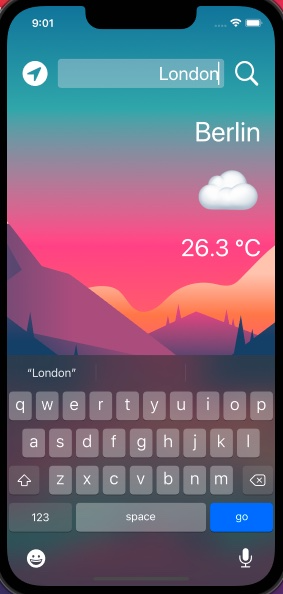 9:01
London
Berlin
26.3 °C
“London”
q w e r t y u i o p
a s d f g h j k l
z x c v b n m
123 space go